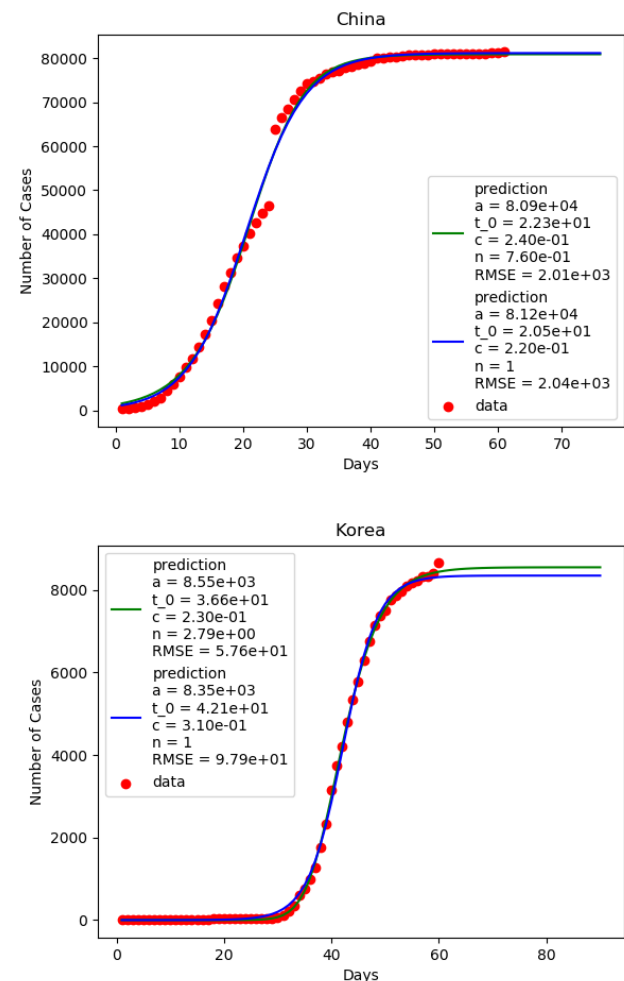 China
80000
70000
60000
50000
40000
30000
20000
10000
0
Number of Cases
prediction
a = 8.09e+04
t_0 = 2.23e+01
c = 2.40e-01
n = 7.60e-01
RMSE = 2.01e+03
prediction
a = 8.12e+04
t_0 = 2.05e+01
c = 2.20e-01
n = 1
RMSE = 2.04e+03
data
0 10 20 30 40 50 60 70
Days
Korea
8000
6000
4000
2000
0
Number of Cases
prediction
a = 8.55e+03
t_0 = 3.66e+01
c = 2.30e-01
n = 2.79e+00
RMSE = 5.76e+01
prediction
a = 8.35e+03
t_0 = 4.21e+01
c = 3.10e-01
n = 1
RMSE = 9.79e+01
data
0 20 40 60 80
Days